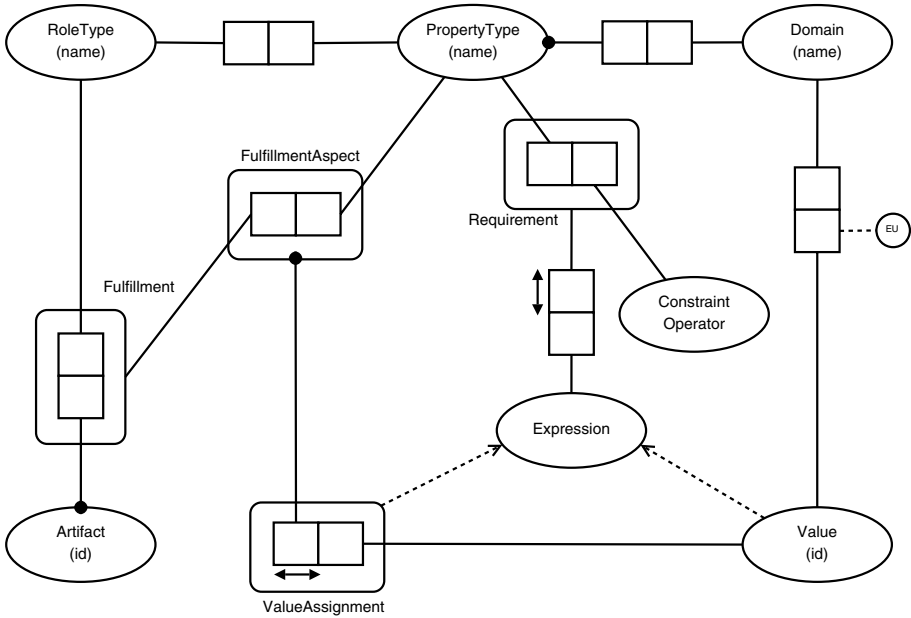 RoleType
(name)
PropertyType
(name)
Domain
(name)
FulfillmentAspect
Requirement
EU
Fulfillment
Constraint
Operator
Expression
Artifact
(id)
Value
(id)
ValueAssignment